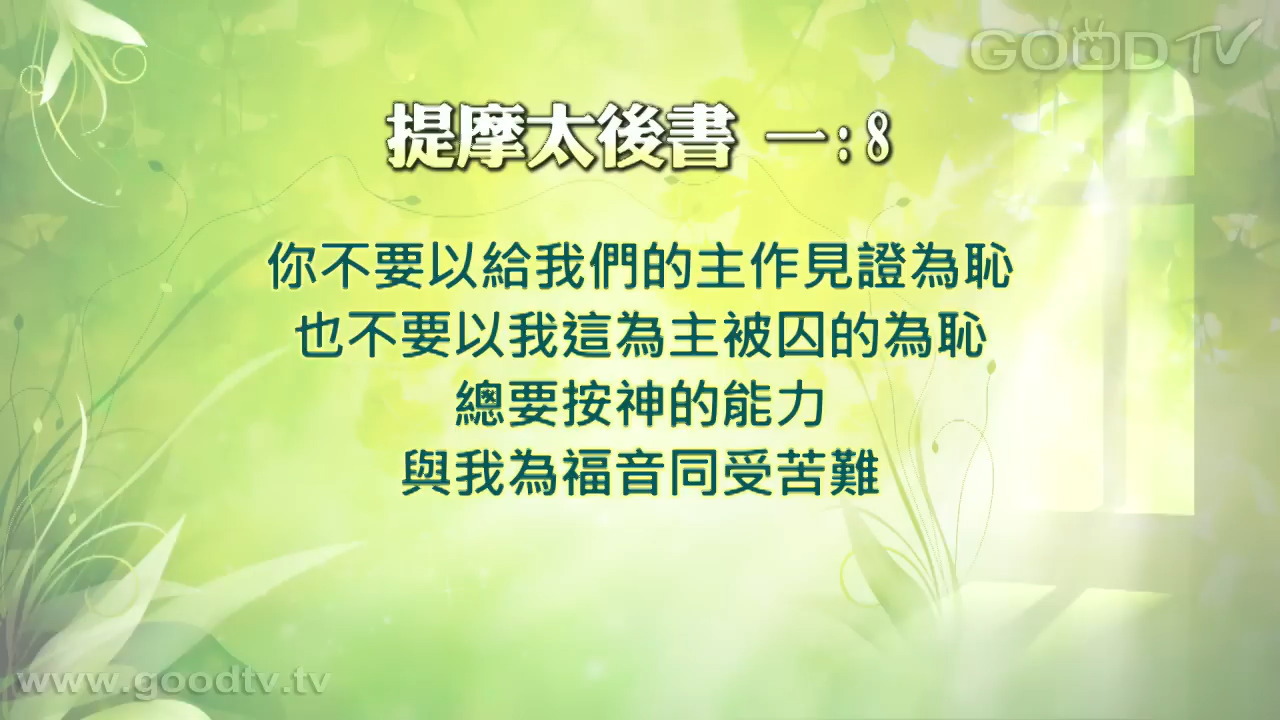 GOODTV
提摩太後書 一:8
你不要以給我們的主作見證為恥
也不要以我這為主被囚的為恥
總要按神的能力
與我為福音同受苦難
www.goodtv.tv